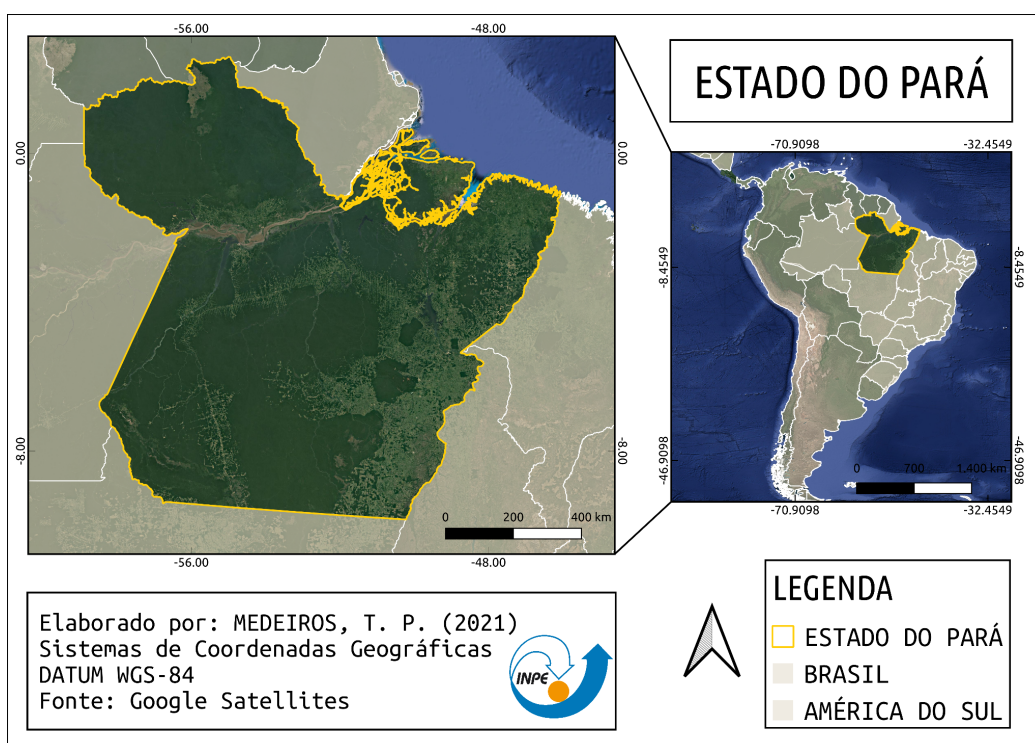 -56.00
-48.00
ESTADO DO PARÁ
0.00
0.00
-70.9098
-32.4549
-8.4549
-8.4549
-8.00
-8.00
-46.9098
-46.9098
0 700 1.400 km
0 200 400 km
-70.9098
-32.4549
-56.00
-48.00
LEGENDA
ESTADO DO PARÁ
BRASIL
AMÉRICA DO SUL
Elaborado por: MEDEIROS, T. P. (2021)
Sistemas de Coordenadas Geográficas
DATUM WGS-84
Fonte: Google Satellites
INPE